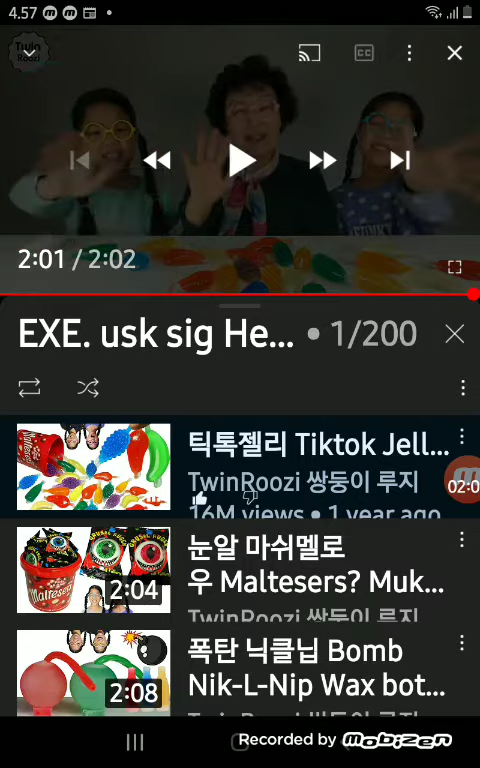 4.57
Twin
Roozi
CC
2:01 / 2:02
EXE. usk sig He... • 1/200
틱톡젤리 Tiktok Jell...
TwinRoozi 쌍둥이 루지
16M views • 1 year ago
02:0
눈알 마쉬멜로
우 Maltesers? Muk...
TwinRoozi 쌍둥이 루지
Maltesers
2:04
폭탄 닉클닙 Bomb
Nik-L-Nip Wax bot...
2:08
Recorded by Mobizen